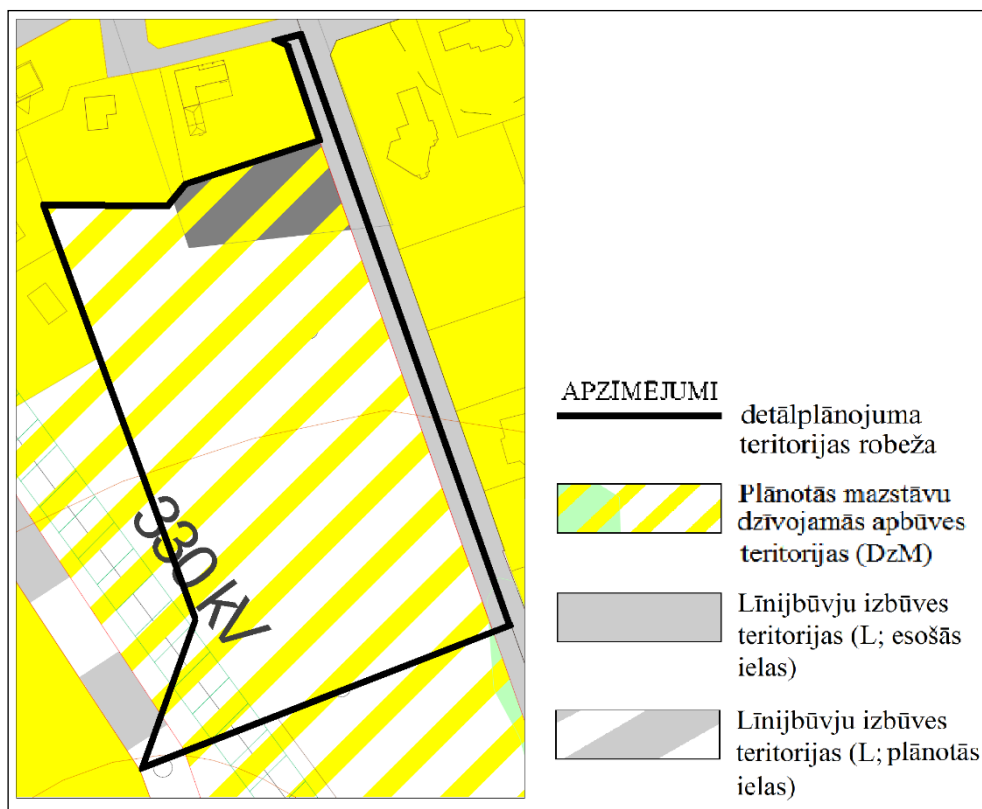 330 kV
APZĪMĒJUMI
detālplānojuma
teritorijas robeža
Plānotās mazstāvu
dzīvojamās apbūves
teritorijas (DzM)
Līnijbūvju izbūves
teritorijas (L; esošās
ielas)
Līnijbūvju izbūves
teritorijas (L; plānotās
ielas)